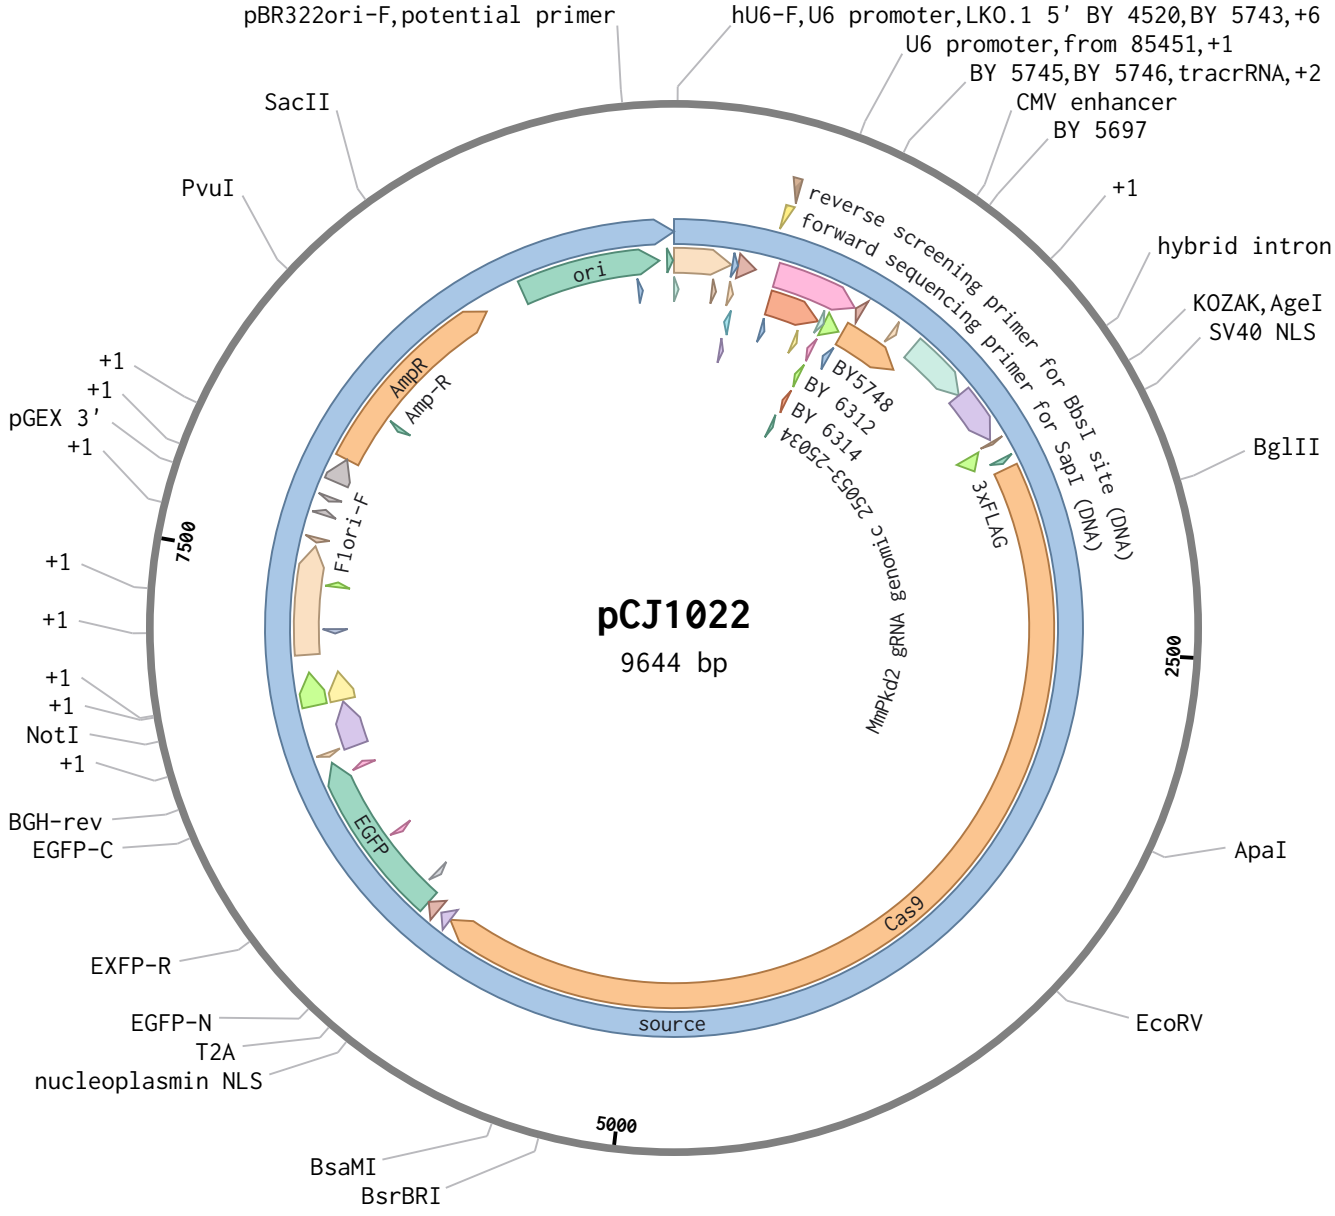 pBR322ori-F,potential primer
hU6-F,U6 promoter,LKO.1 5' BY 4520,BY 5743,+6
U6 promoter,from 85451,+1
BY 5745,BY 5746,tracrRNA,+2
CMV enhancer
BY 5697
+1
hybrid intron
KOZAK,AgeI
SV40 NLS
BglII
2500
ApaI
EcoRV
5000
BsrBRI
BsaMI
nucleoplasmin NLS
T2A
EGFP-N
EXFP-R
EGFP-C
BGH-rev
+1
NotI
+1
+1
+1
+1
7500
+1
pGEX 3'
+1
+1
PvuI
SacII
reverse screening primer for BbsI site (DNA)
forward sequencing primer for SapI (DNA)
ori
AmpR
Amp-R
F1ori-F
BY5748
BY 6312
BY 6314
MmPkd2 gRNA genomic 25053-25034
3xFLAG
Cas9
source
EGFP
pCJ1022
9644 bp